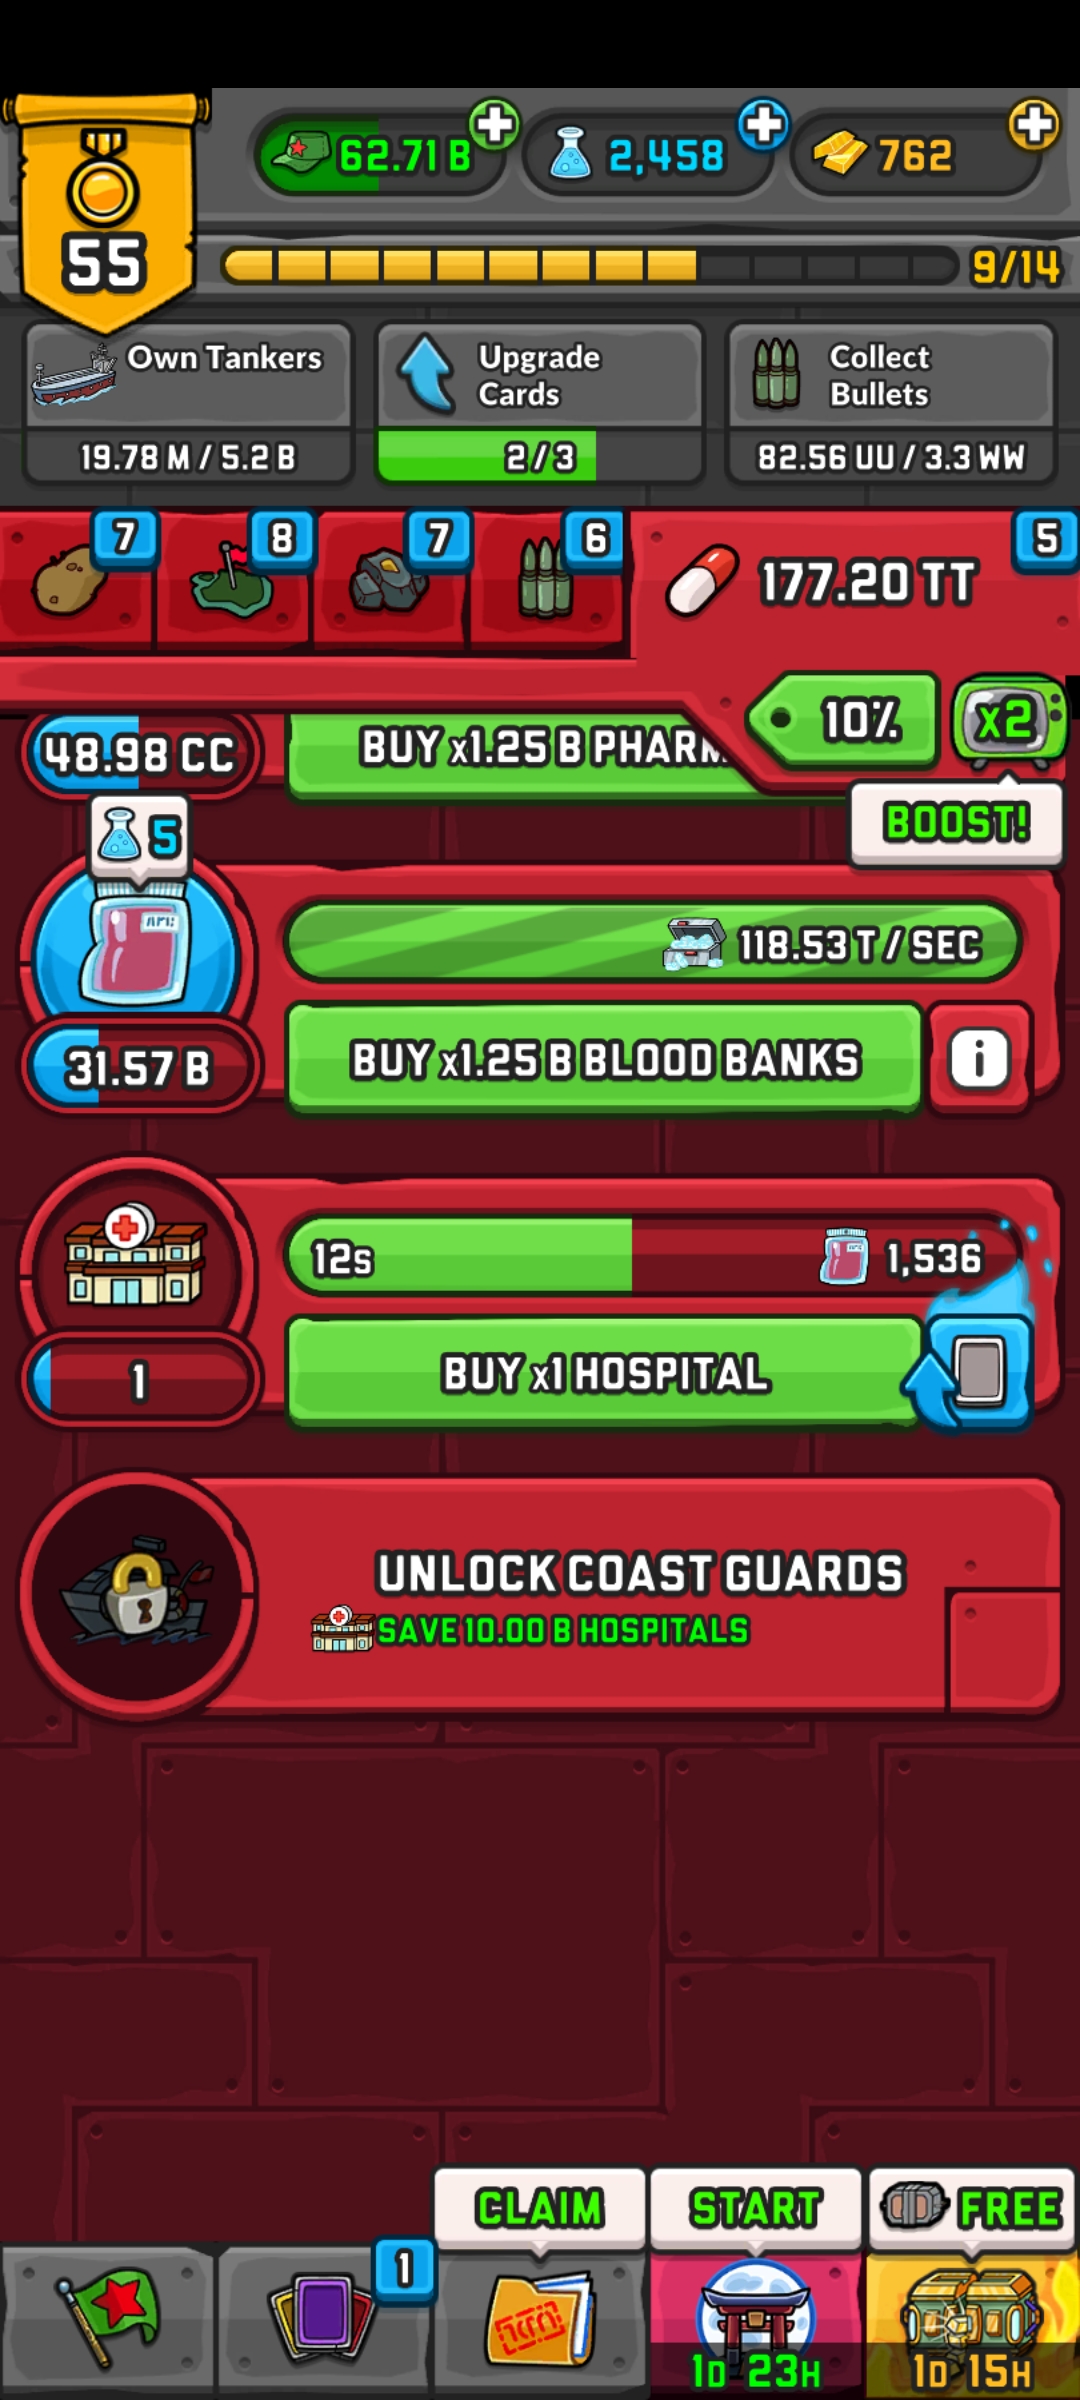 62.71 B
2,458
762
55
9/14
Own Tankers
19.78 M / 5.2 B
Upgrade
Cards
2 / 3
Collect
Bullets
82.56 UU / 3.3 WW
7
8
7
6
177.20 TT
5
10%
x2
BOOST!
48.98 CC
BUY x1.25 B PHARM
5
118.53 T / SEC
31.57 B
BUY x1.25 B BLOOD BANKS
i
12s
1,536
1
BUY x1 HOSPITAL
UNLOCK COAST GUARDS
SAVE 10.00 B HOSPITALS
CLAIM
START
FREE
1
1D 23H
1D 15H